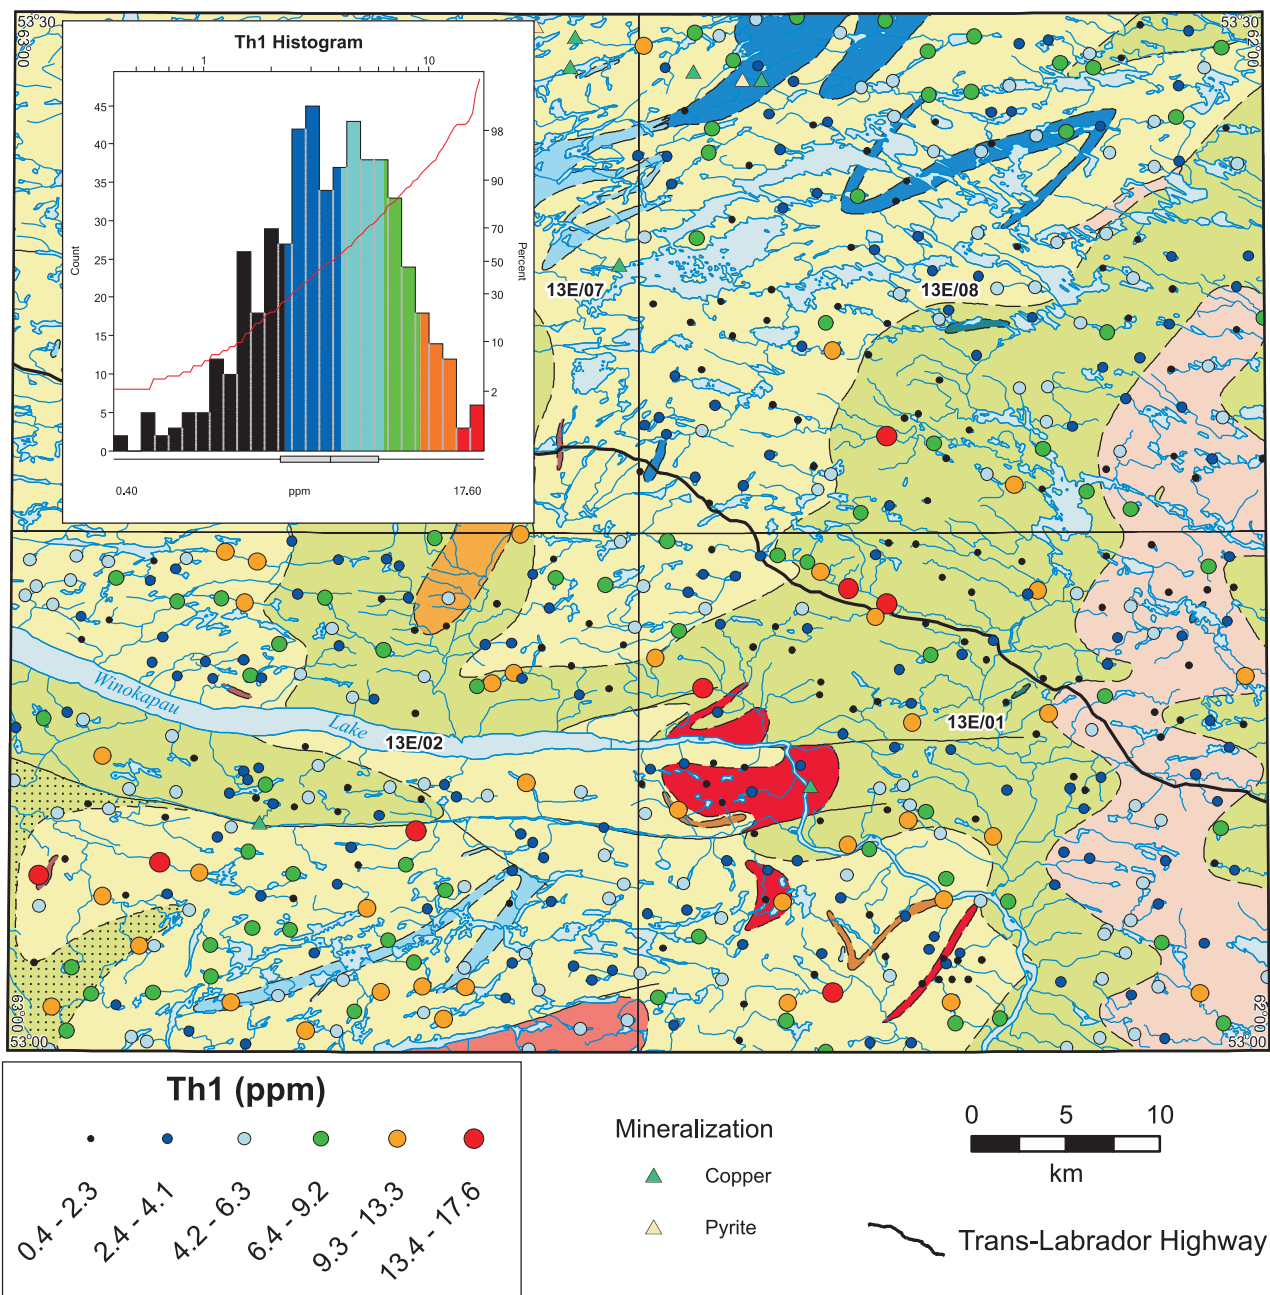 53°30
63°00
53°30
62°00
Th1 Histogram
1
10
45
40
35
30
25
20
15
10
5
0
98
90
70
50
30
10
2
Count
Percent
0.40
ppm
17.60
13E/07
13E/08
Winokapau
Lake
13E/02
13E/01
63°00
53°00
62°00
53°00
Th1 (ppm)
0.4 - 2.3
2.4 - 4.1
4.2 - 6.3
6.4 - 9.2
9.3 - 13.3
13.4 - 17.6
Mineralization
Copper
Pyrite
0
5
10
km
Trans-Labrador Highway